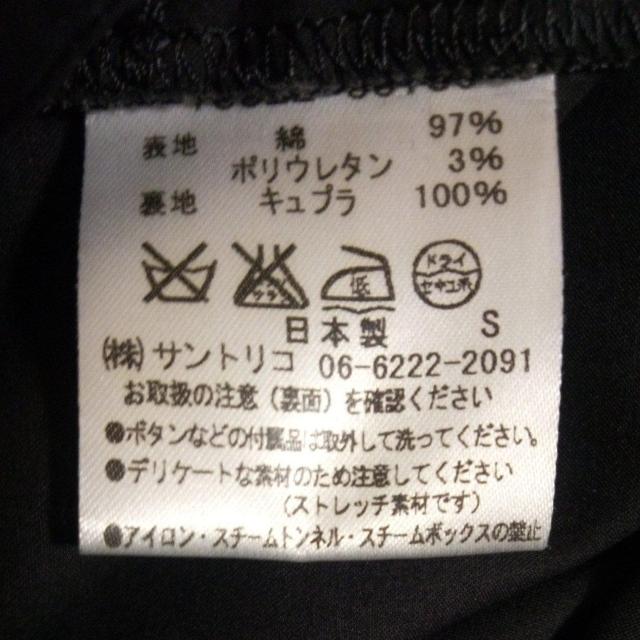 表地 綿 97%
ポリウレタン 3%
裏地 キュプラ 100%
エンソサラシ
低
ドライ
セキユ系
日本製 S
(株)サントリコ 06-6222-2091
お取扱の注意(裏面)を確認ください
●ボタンなどの付属品は取外して洗ってください。
●デリケートな素材のため注意してください
(ストレッチ素材です)
●アイロン・スチームトンネル・スチームボックスの禁止